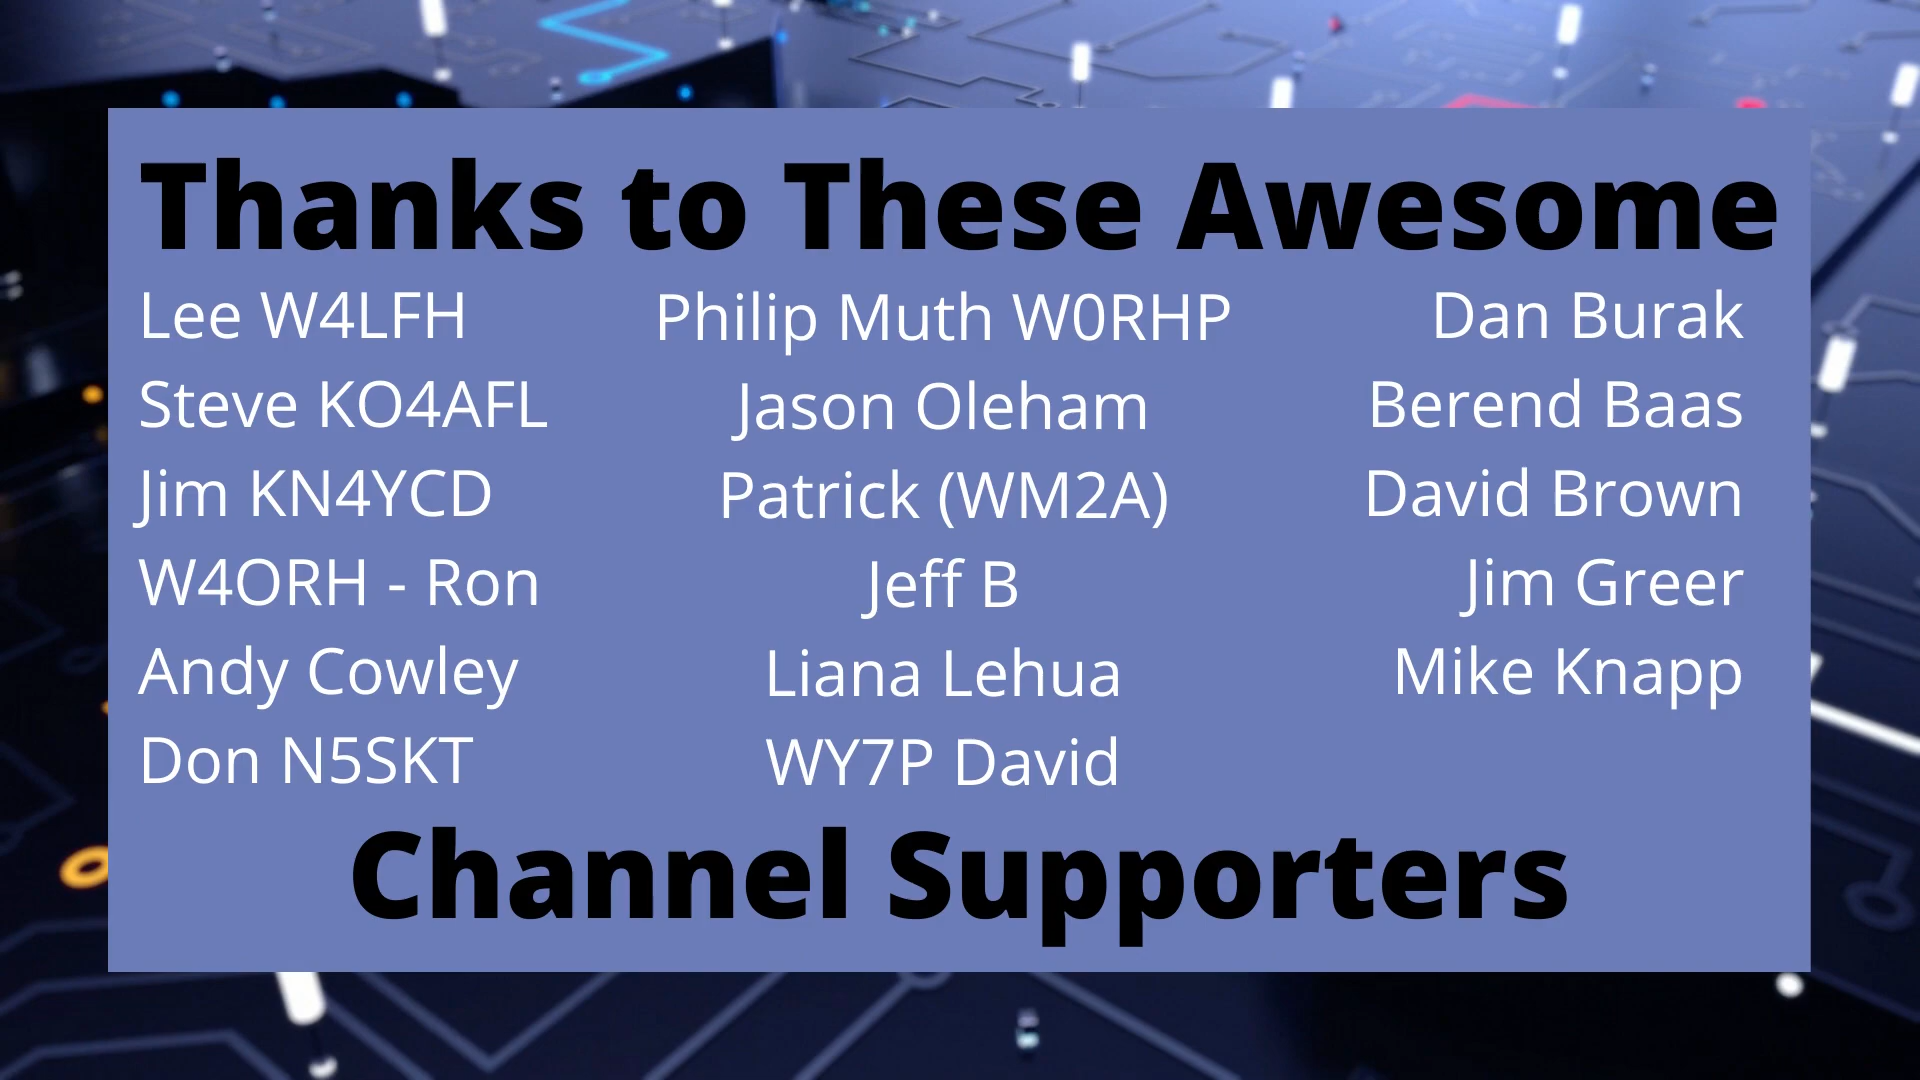 Thanks to These Awesome
Lee W4LFH
Steve KO4AFL
Jim KN4YCD
W4ORH - Ron
Andy Cowley
Don N5SKT
Philip Muth W0RHP
Jason Oleham
Patrick (WM2A)
Jeff B
Liana Lehua
WY7P David
Dan Burak
Berend Baas
David Brown
Jim Greer
Mike Knapp
Channel Supporters